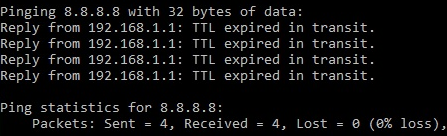 Pinging 8.8.8.8 with 32 bytes of data:
Reply from 192.168.1.1: TTL expired in transit.
Reply from 192.168.1.1: TTL expired in transit.
Reply from 192.168.1.1: TTL expired in transit.
Reply from 192.168.1.1: TTL expired in transit.
Ping statistics for 8.8.8.8:
Packets: Sent = 4, Received = 4, Lost = 0 (0% loss),